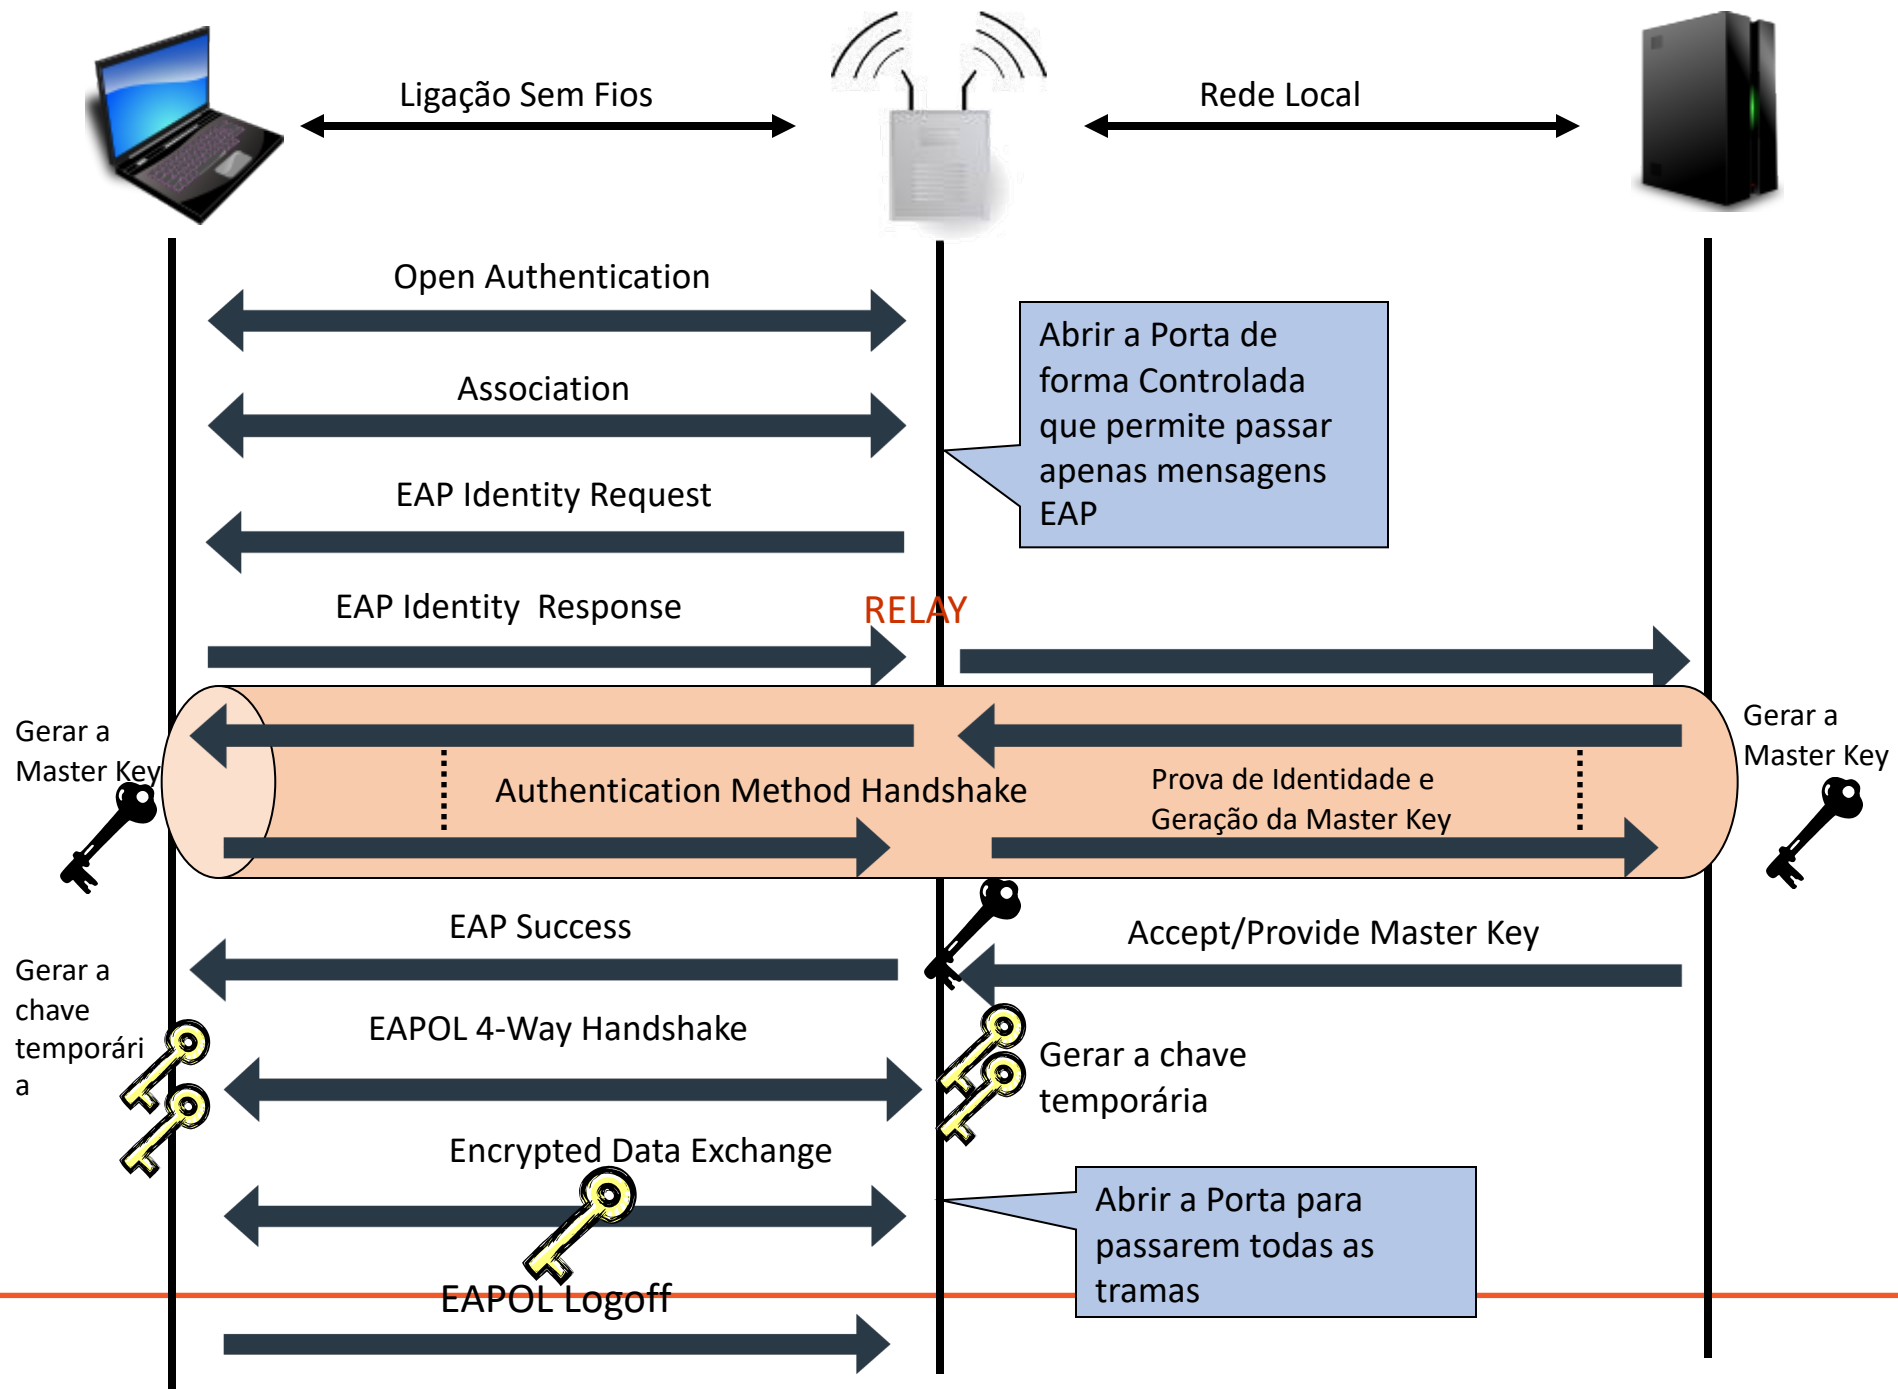 Ligação Sem Fios
Rede Local
Open Authentication
Abrir a Porta de
forma Controlada
que permite passar
apenas mensagens
EAP
Association
EAP Identity Request
EAP Identity  Response
RELAY
Gerar a
Master Key
Authentication Method Handshake
Prova de Identidade e
Geração da Master Key
Gerar a
Master Key
EAP Success
Accept/Provide Master Key
Gerar a
chave
temporári
a
EAPOL 4-Way Handshake
Gerar a chave
temporária
Encrypted Data Exchange
Abrir a Porta para
passarem todas as
tramas
EAPOL Logoff